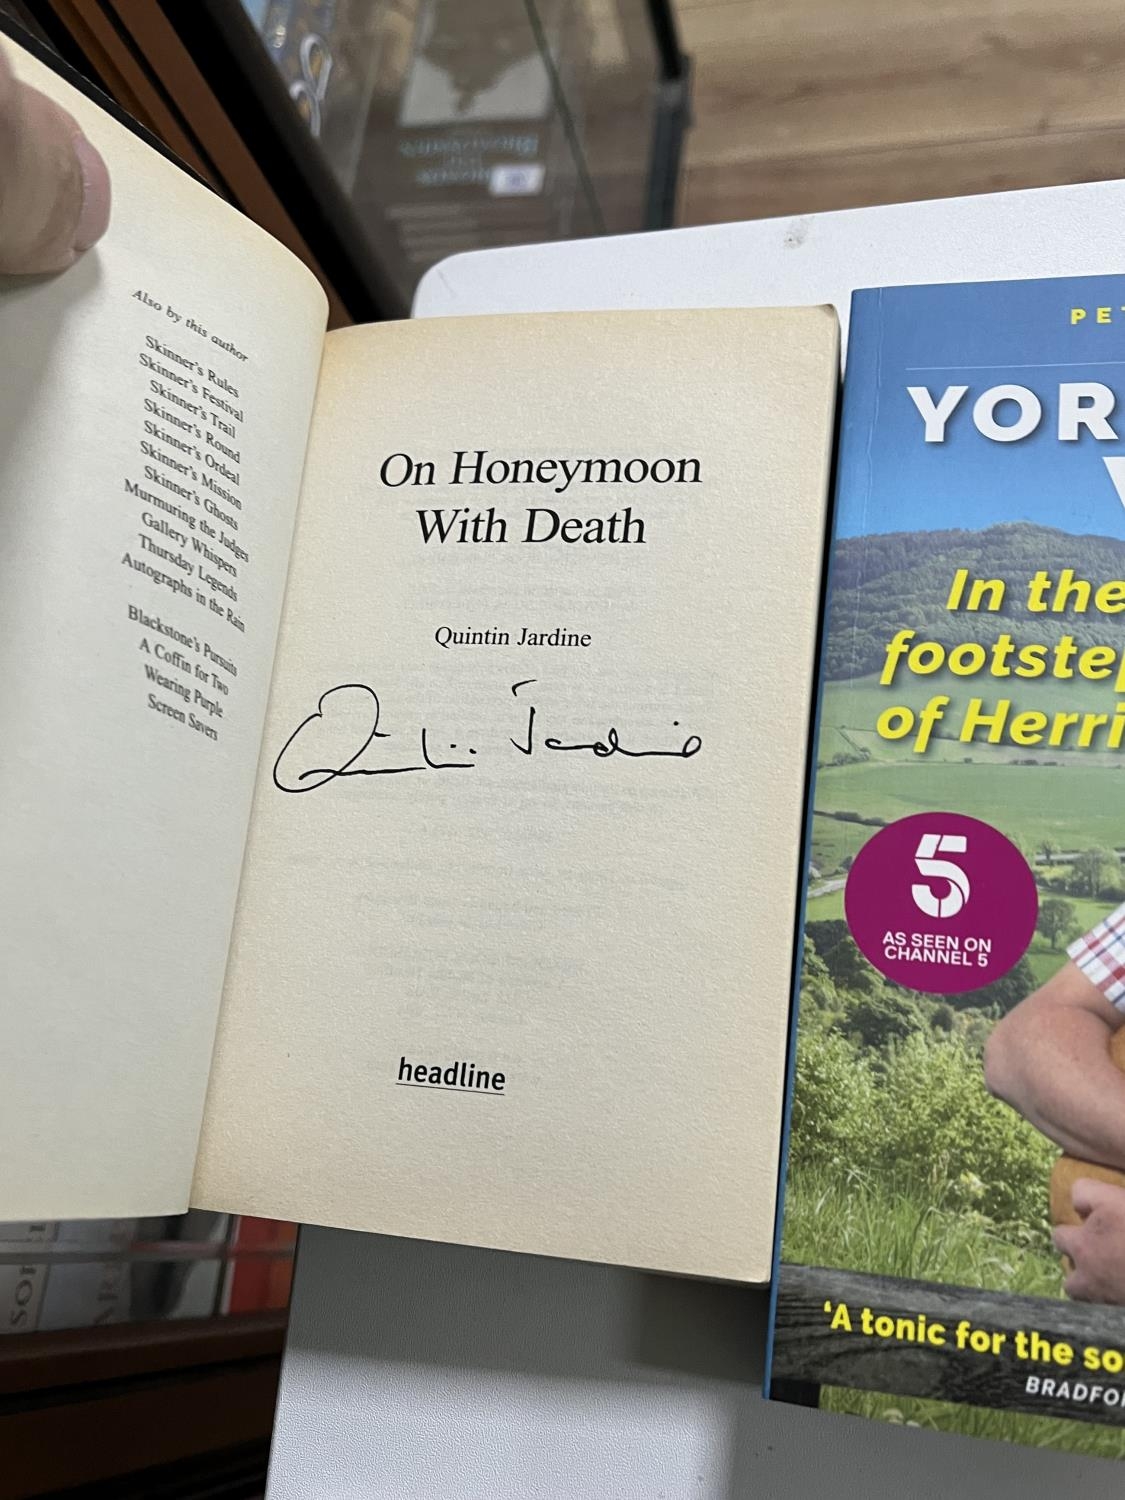 Also by this author
Skinner's Rules
Skinner's Festival
Skinner's Trail
Skinner's Round
Skinner's Ordeal
Skinner's Mission
Skinner's Ghosts
Murmuring the Judges
Gallery Whispers
Thursday Legends
Autographs in the Rain
Blackstone's Pursuits
A Coffin for Two
Wearing Purple
Screen Savers
On Honeymoon
With Death
Quintin Jardine
Quintin Jardine
headline
PET
YOR
In the
footste
of Herri
5
AS SEEN ON
CHANNEL 5
'A tonic for the so
BRADFO